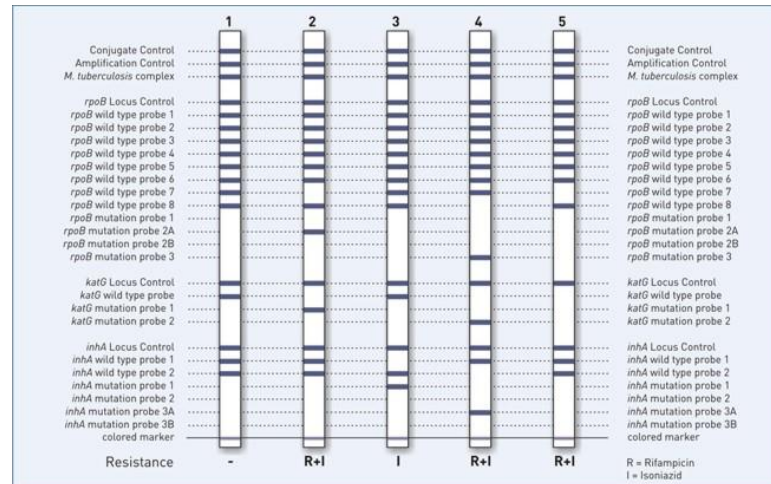 1 2 3 4 5
Conjugate Control Conjugate Control
Amplification Control Amplification Control
M. tuberculosis complex M. tuberculosis complex
rpoB Locus Control rpoB Locus Control
rpoB wild type probe 1 rpoB wild type probe 1
rpoB wild type probe 2 rpoB wild type probe 2
rpoB wild type probe 3 rpoB wild type probe 3
rpoB wild type probe 4 rpoB wild type probe 4
rpoB wild type probe 5 rpoB wild type probe 5
rpoB wild type probe 6 rpoB wild type probe 6
rpoB wild type probe 7 rpoB wild type probe 7
rpoB wild type probe 8 rpoB wild type probe 8
rpoB mutation probe 1 rpoB mutation probe 1
rpoB mutation probe 2A rpoB mutation probe 2A
rpoB mutation probe 2B rpoB mutation probe 2B
rpoB mutation probe 3 rpoB mutation probe 3
katG Locus Control katG Locus Control
katG wild type probe katG wild type probe
katG mutation probe 1 katG mutation probe 1
katG mutation probe 2 katG mutation probe 2
inhA Locus Control inhA Locus Control
inhA wild type probe 1 inhA wild type probe 1
inhA wild type probe 2 inhA wild type probe 2
inhA mutation probe 1 inhA mutation probe 1
inhA mutation probe 2 inhA mutation probe 2
inhA mutation probe 3A inhA mutation probe 3A
inhA mutation probe 3B inhA mutation probe 3B
colored marker colored marker
Resistance - R+I I R+I R+I R = Rifampicin
I = Isoniazid